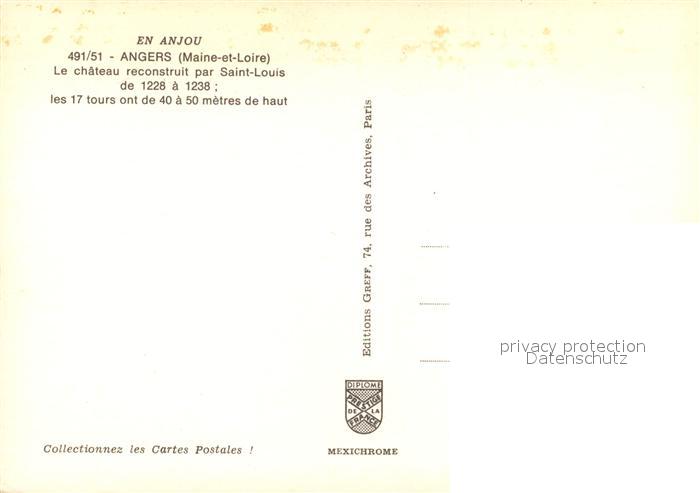 EN ANJOU
491/51 - ANGERS (Maine-et-Loire)
Le château reconstruit par Saint-Louis
de 1228 à 1238 ;
les 17 tours ont de 40 à 50 mètres de haut
Editions GREFF, 74, rue des Archives, Paris
privacy protection
Datenschutz
DIPLOME
PRESTIGE
DE LA
FRANCE
Collectionnez les Cartes Postales !
MEXICHROME